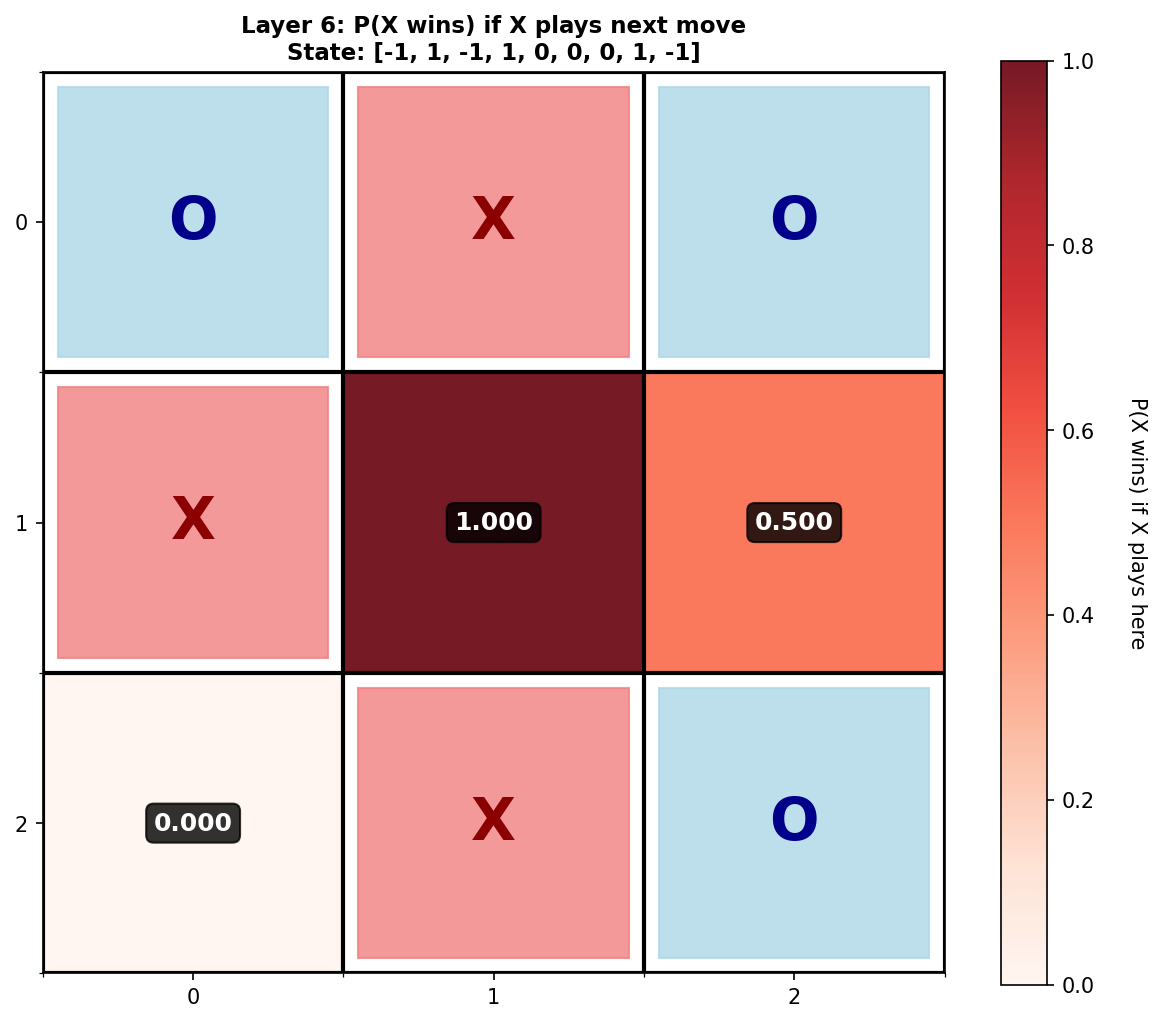 Layer 6: P(X wins) if X plays next move
State: [-1, 1, -1, 1, 0, 0, 0, 1, -1]
0
O
X
O
1
X
1.000
0.500
2
0.000
X
O
0
1
2
1.0
0.8
0.6
0.4
0.2
0.0
P(X wins) if X plays here